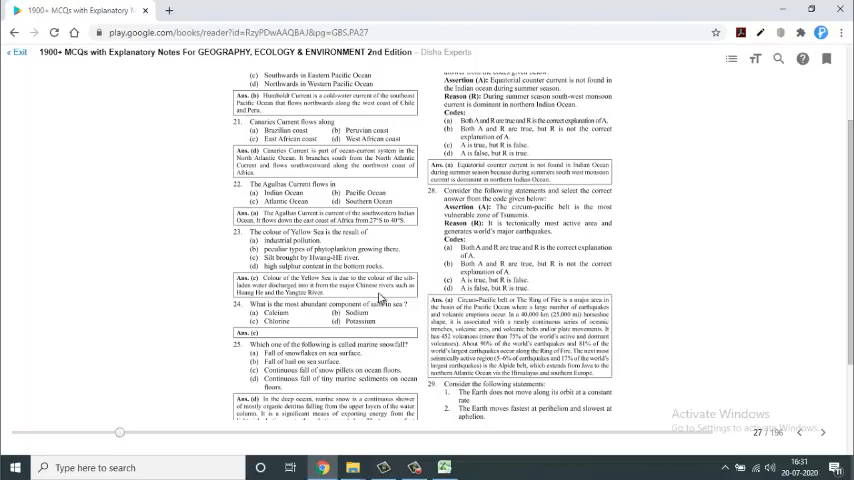 1900+ MCQs with Explanatory N
play.google.com/books/reader?id=RzyPDwAAQBAJ&pg=GBS.PA27
Exit
1900+ MCQs with Explanatory Notes For GEOGRAPHY, ECOLOGY & ENVIRONMENT 2nd Edition - Disha Experts
(c) Southwards in Eastern Pacific Ocean
(d) Northwards in Western Pacific Ocean
Ans. (b) Humboldt Current is a cold-water current of the southeast
Pacific Ocean that flows northwards along the west coast of Chile
and Peru.
21. Canaries Current flows along
(a) Brazilian coast (b) Peruvian coast
(c) East African coast (d) West African coast
Ans. (d) Canaries Current is part of ocean-current system in the
North Atlantic Ocean. It branches south from the North Atlantic
Current and flows southwestward along the northwest coast of
Africa.
22. The Agulhas Current flows in
(a) Indian Ocean (b) Pacific Ocean
(c) Atlantic Ocean (d) Southern Ocean
Ans. (a) The Agulhas Current is current of the southwestern Indian
Ocean. It flows down the east coast of Africa from 27°S to 40°S.
23. The colour of Yellow Sea is the result of
(a) industrial pollution.
(b) peculiar types of phytoplankton growing there.
(c) Silt brought by Hwang-HE river.
(d) high sulphur content in the bottom rocks.
Ans. (c) Colour of the Yellow Sea is due to the colour of the silt-
laden water discharged into it from the major Chinese rivers such as
Huang He and the Yangtze River.
24. What is the most abundant component of salts in sea ?
(a) Calcium (b) Sodium
(c) Chlorine (d) Potassium
Ans. (c)
25. Which one of the following is called marine snowfall?
(a) Fall of snowflakes on sea surface.
(b) Fall of hail on sea surface.
(c) Continuous fall of snow pillets on ocean floors.
(d) Continuous fall of tiny marine sediments on ocean
floors.
Ans. (d) In the deep ocean, marine snow is a continuous shower
of mostly organic detritus falling from the upper layers of the water
column. It is a significant means of exporting energy from the
answer from the codes given below:
Assertion (A): Equatorial counter current is not found in
the Indian ocean during summer season.
Reason (R): During summer season south-west monsoon
current is dominant in northern Indian Ocean.
Codes:
(a) Both A and R are true and R is the correct explanation of A.
(b) Both A and R are true, but R is not the correct
explanation of A.
(c) A is true, but R is false.
(d) A is false, but R is true.
Ans. (a) Equatorial counter current is not found in Indian Ocean
during summer season because during summers south west monsoon
current is dominant in northern Indian Ocean.
28. Consider the following statements and select the correct
answer from the code given below:
Assertion (A): The circum-pacific belt is the most
vulnerable zone of Tsunamis.
Reason (R): It is tectonically most active area and
generates world's major earthquakes.
Codes:
(a) Both A and R are true and R is the correct explanation
of A.
(b) Both A and R are true, but R is not the correct
explanation of A.
(c) A is true, but R is false.
(d) A is false, but R is true.
Ans. (a) Circum-Pacific belt or The Ring of Fire is a major area in
the basin of the Pacific Ocean where a large number of earthquakes
and volcanic eruptions occur. In a 40,000 km (25,000 mi) horseshoe
shape, it is associated with a nearly continuous series of oceanic
trenches, volcanic arcs, and volcanic belts and/or plate movements. It
has 452 volcanoes (more than 75% of the world's active and dormant
volcanoes). About 90% of the world's earthquakes and 81% of the
world's largest earthquakes occur along the Ring of Fire. The next most
seismically active region (5–6% of earthquakes and 17% of the world's
largest earthquakes) is the Alpide belt, which extends from Java to the
northern Atlantic Ocean via the Himalayas and southern Europe.
29. Consider the following statements:
1. The Earth does not move along its orbit at a constant
rate
2. The Earth moves fastest at perihelion and slowest at
aphelion.
Activate Windows
Go to Settings to activate Windows.
27 / 196
Type here to search
16:31
20-07-2020